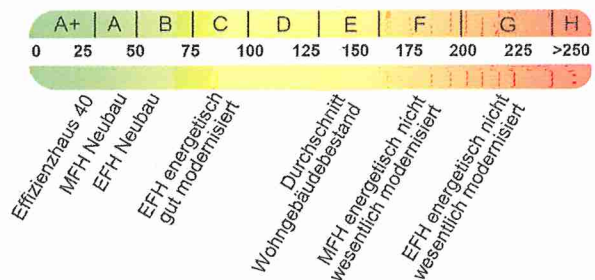 A+ A B C D E F G H
0 25 50 75 100 125 150 175 200 225 >250
Effizienzhaus 40
MFH Neubau
EFH Neubau
EFH energetisch
gut modernisiert
Durchschnitt
Wohngebäudebestand
MFH energetisch nicht
wesentlich modernisiert
EFH energetisch nicht
wesentlich modernisiert